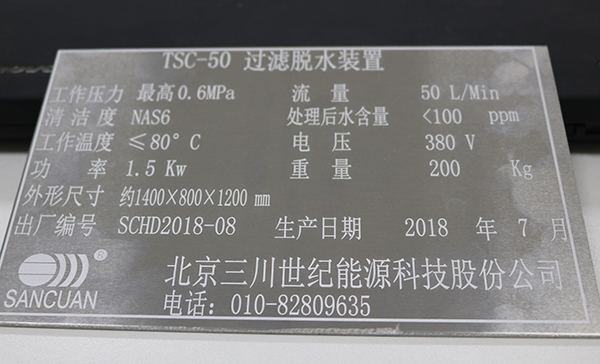 TSC-50 过滤脱水装置
工作压力 最高0.6MPa 流量 50 L/Min
清洁度 NAS6 处理后水含量 <100 ppm
工作温度 ≤80°C 电压 380 V
功率 1.5 Kw 重量 200 Kg
外形尺寸 约1400×800×1200 mm
出厂编号 SCHD2018-08 生产日期 2018 年 7 月
SANCUAN ®
北京三川世纪能源科技股份公司
电话: 010-82809635